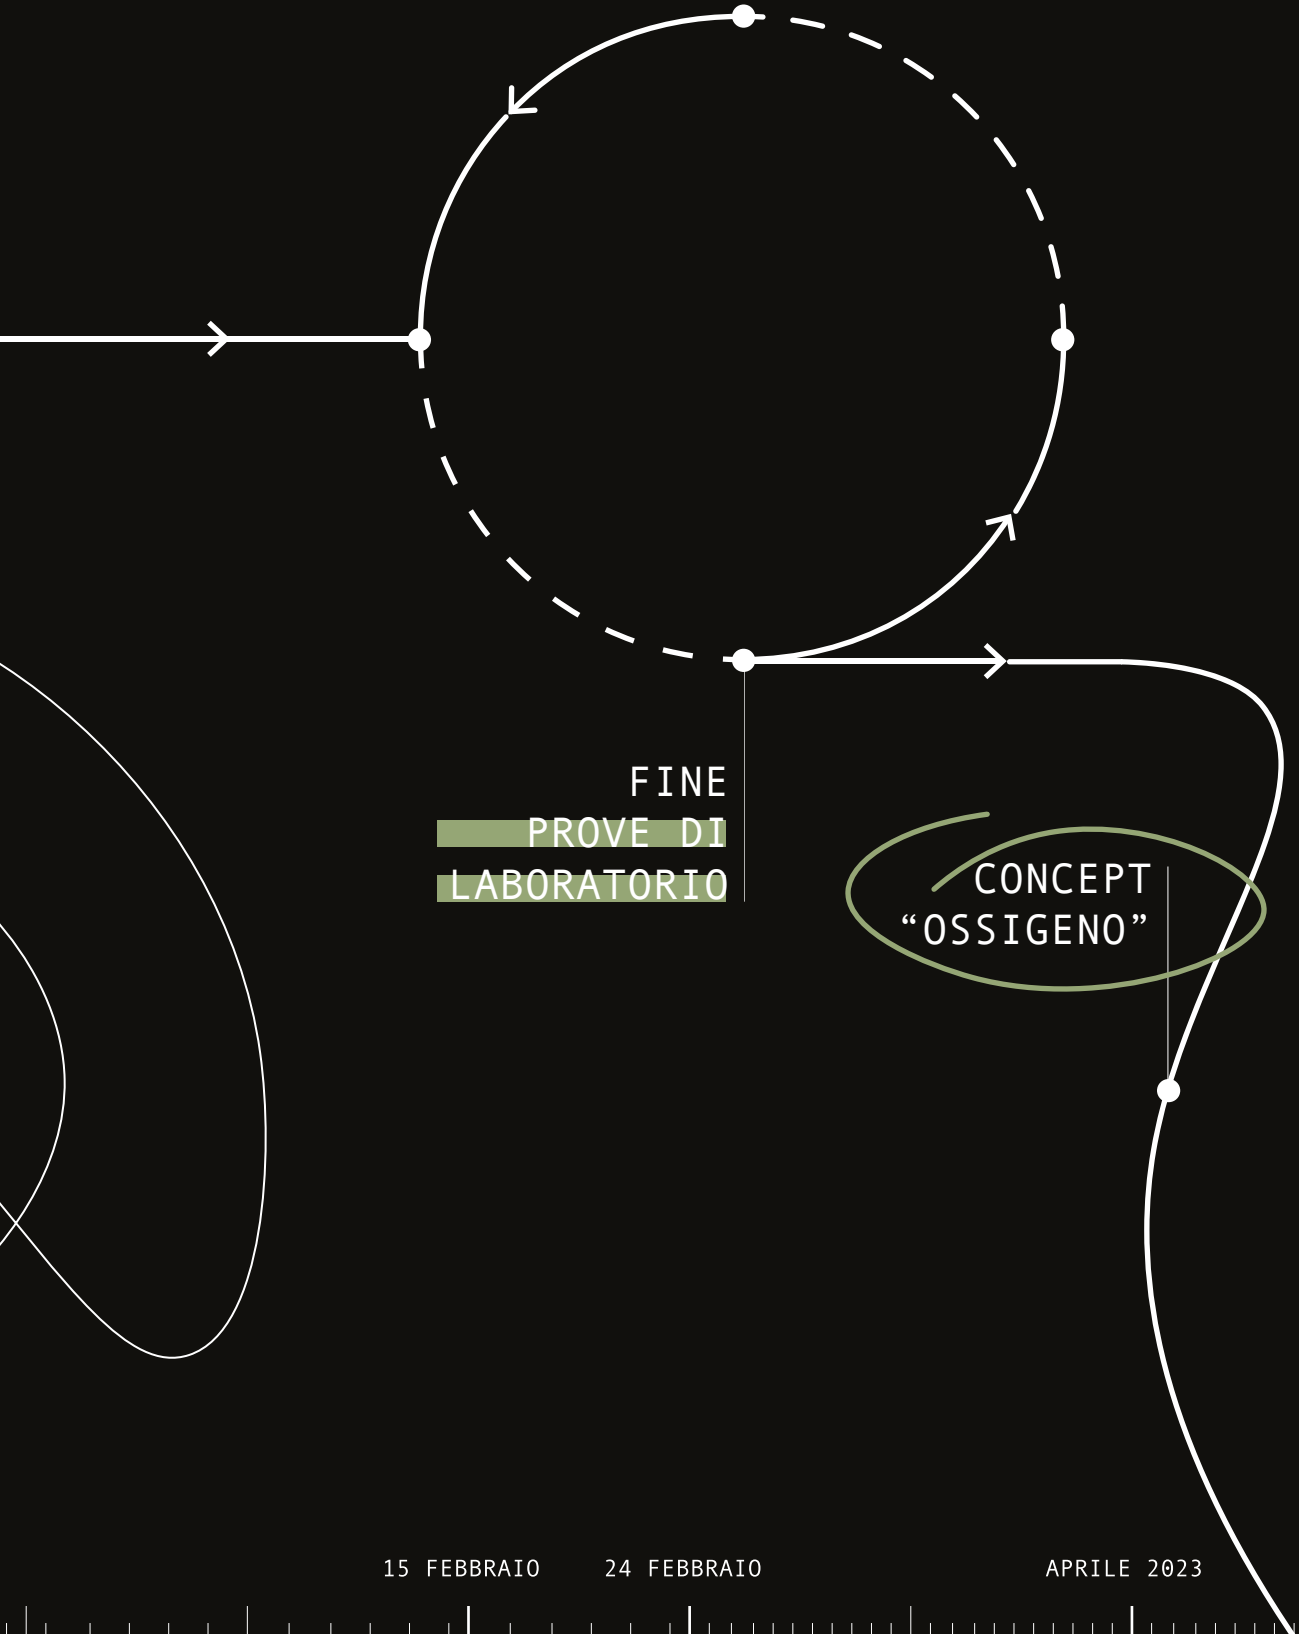 FINE
PROVE DI
LABORATORIO
CONCEPT
“OSSIGENO”
15 FEBBRAIO
24 FEBBRAIO
APRILE 2023